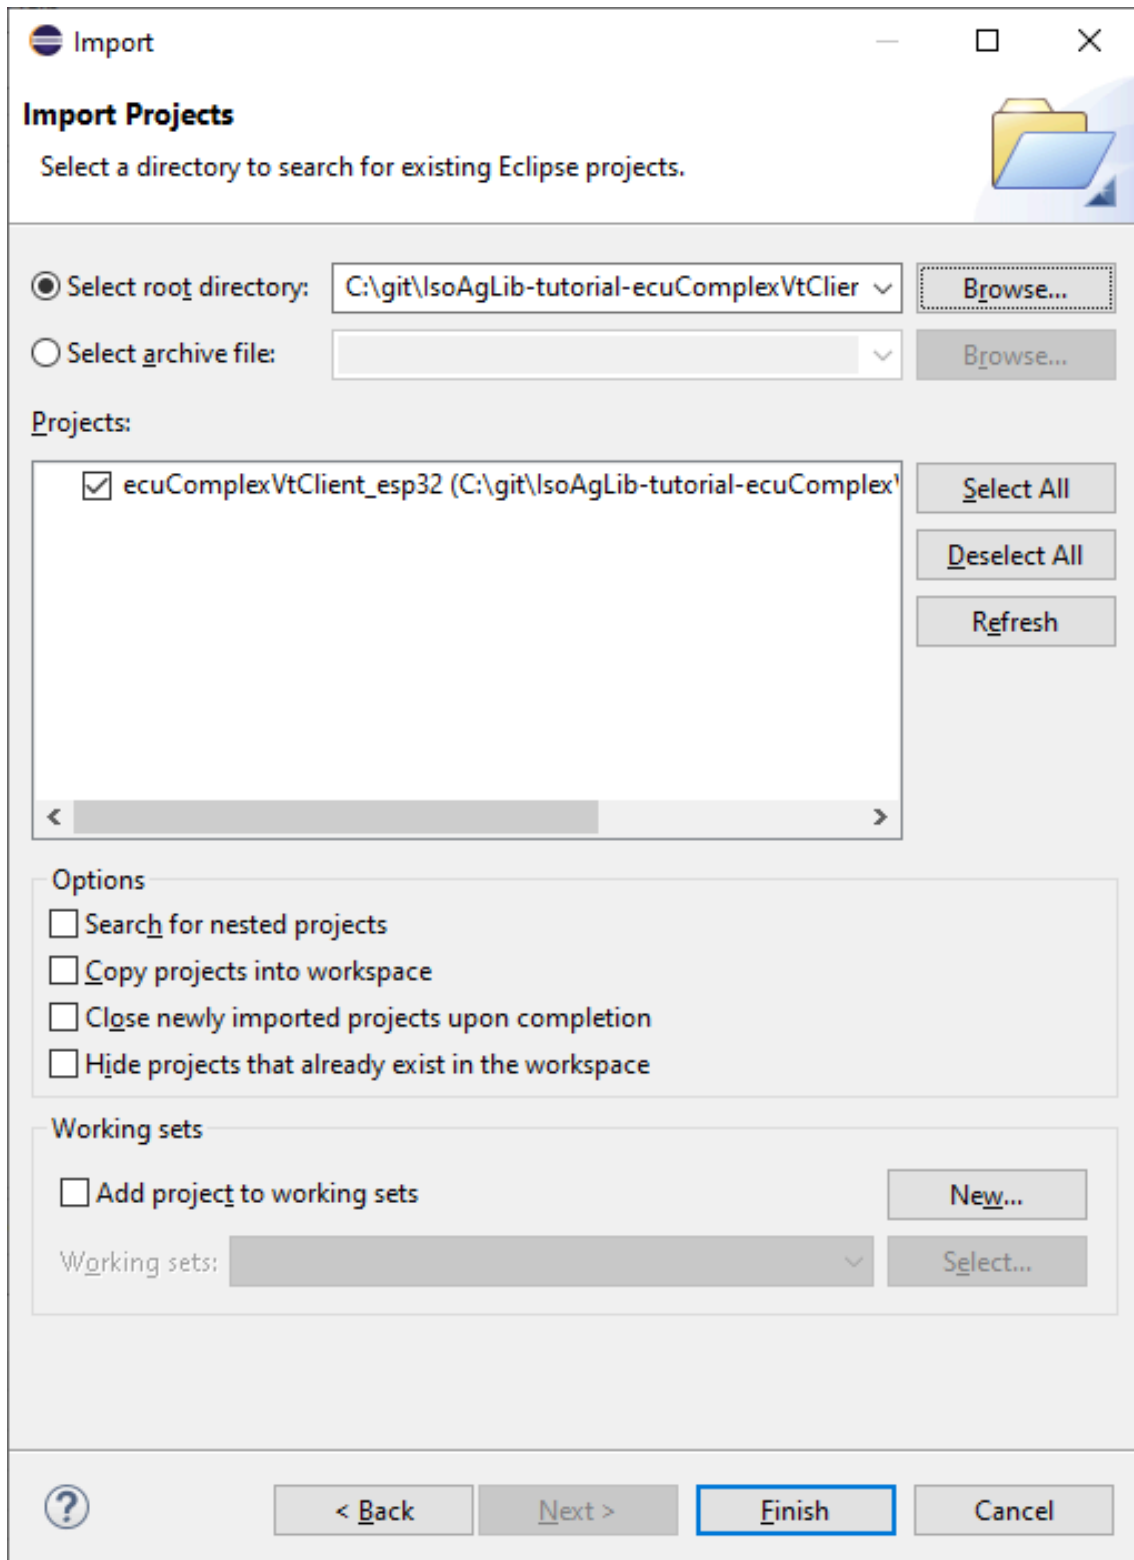 Import
Import Projects
Select a directory to search for existing Eclipse projects.
Select root directory: C:\git\IsoAgLib-tutorial-ecuComplexVtClier Browse...
Select archive file: Browse...
Projects:
ecuComplexVtClient_esp32 (C:\git\IsoAgLib-tutorial-ecuComplex Select All
Deselect All
Refresh
Options
Search for nested projects
Copy projects into workspace
Close newly imported projects upon completion
Hide projects that already exist in the workspace
Working sets
Add project to working sets New...
Working sets: Select...
? < Back Next > Finish Cancel